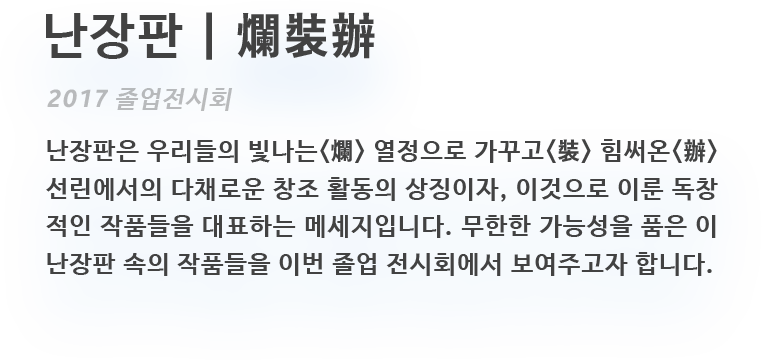 난장판 | 爛裝辦
2017 졸업전시회
난장판은 우리들의 빛나는〈爛〉 열정으로 가꾸고〈裝〉 힘써온〈辦〉
선린에서의 다채로운 창조 활동의 상징이자, 이것으로 이룬 독창
적인 작품들을 대표하는 메세지입니다. 무한한 가능성을 품은 이
난장판 속의 작품들을 이번 졸업 전시회에서 보여주고자 합니다.